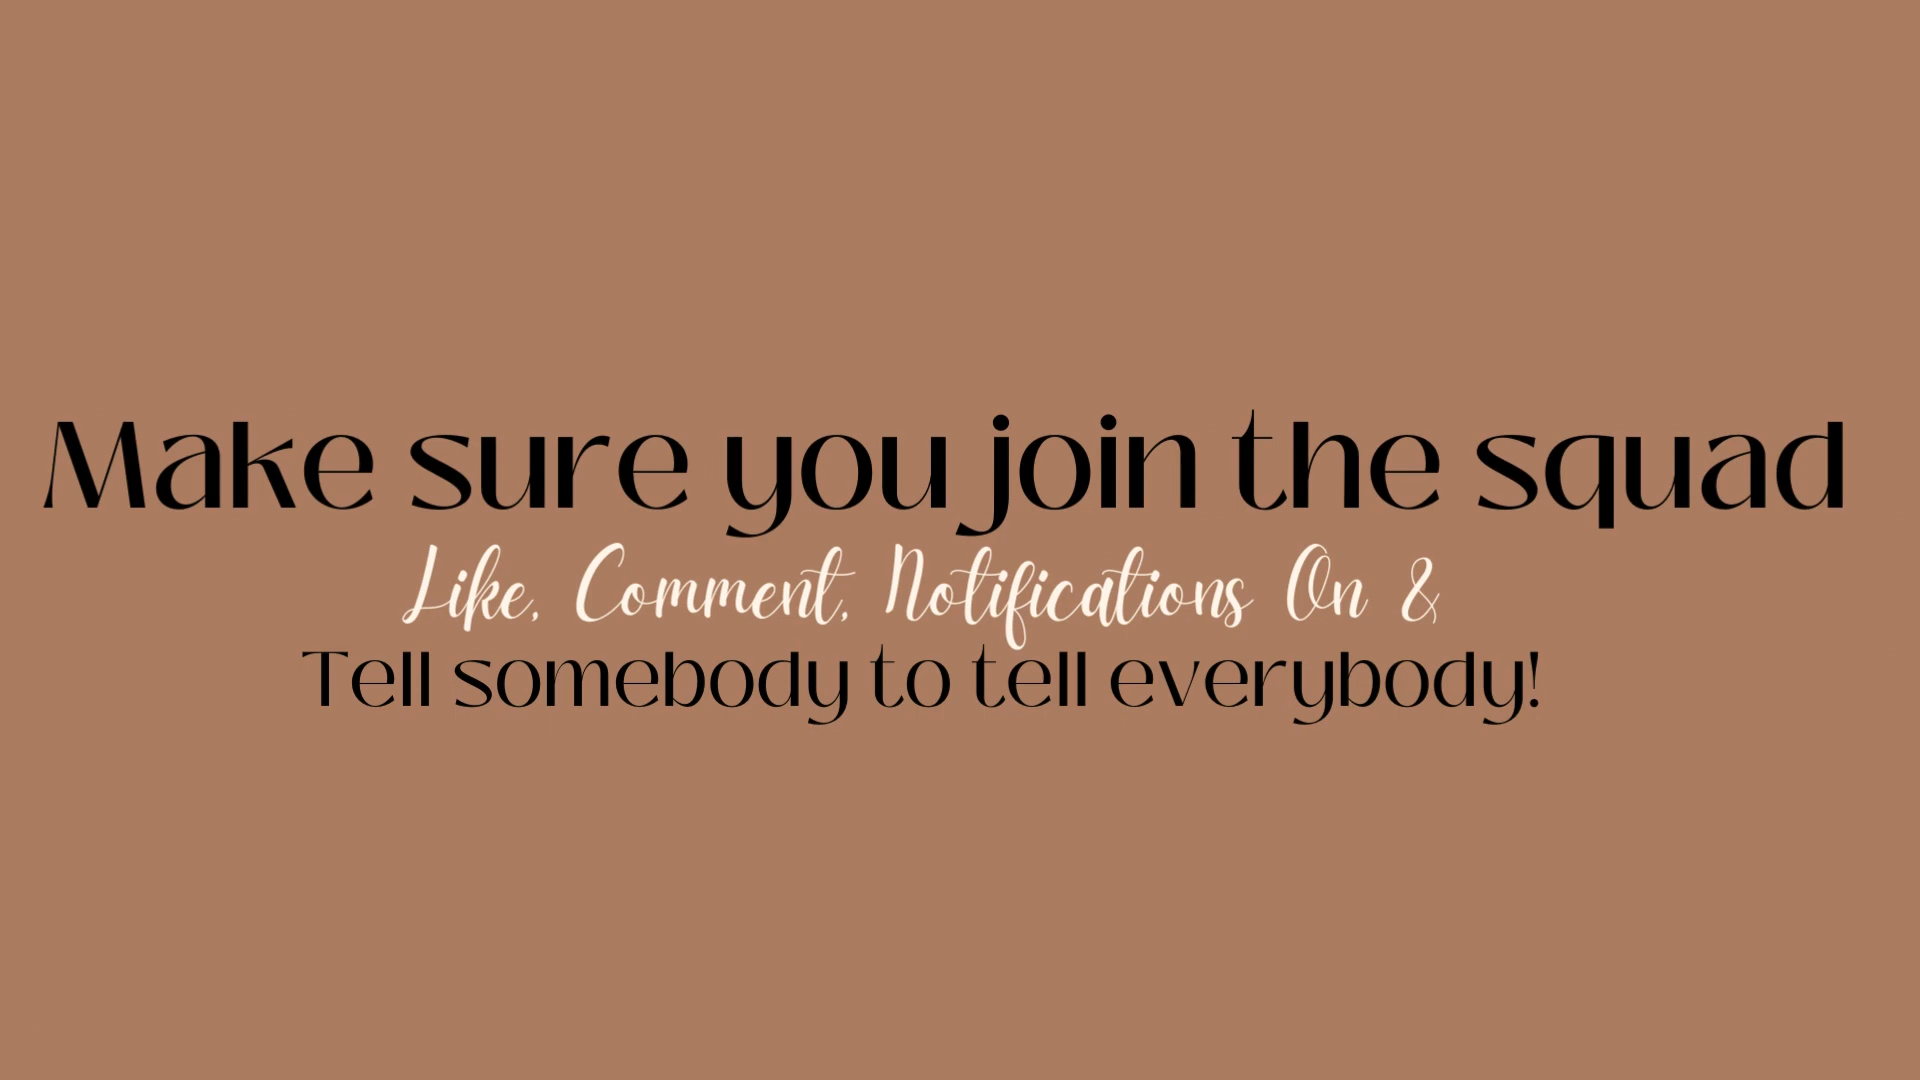 Make sure you join the squad
Like, Comment, Notifications On &
Tell somebody to tell everybody!